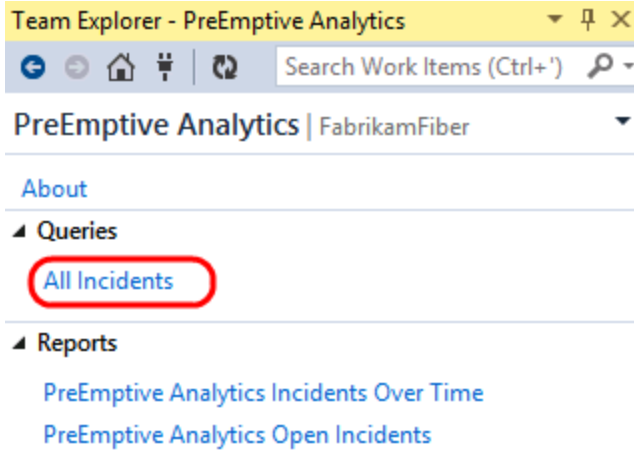 Team Explorer - PreEmptive Analytics
Search Work Items (Ctrl+')
PreEmptive Analytics | FabrikamFiber
About
Queries
All Incidents
Reports
PreEmptive Analytics Incidents Over Time
PreEmptive Analytics Open Incidents